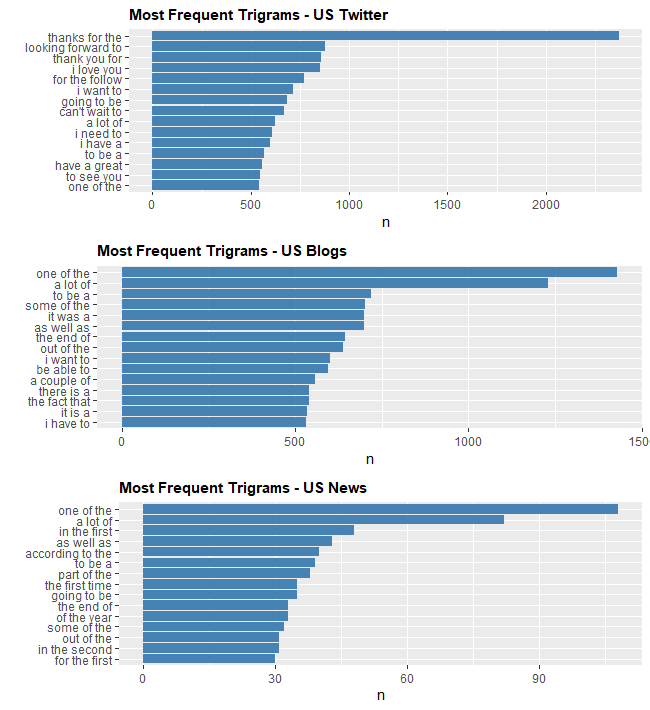 Most Frequent Trigrams - US Twitter
thanks for the
looking forward to
thank you for
i love you
for the follow
i want to
going to be
can't wait to
a lot of
i need to
i have a
to be a
have a great
to see you
one of the
0 500 1000 1500 2000
n
Most Frequent Trigrams - US Blogs
one of the
a lot of
to be a
some of the
it was a
as well as
the end of
out of the
i want to
be able to
a couple of
there is a
the fact that
it is a
i have to
0 500 1000 1500
n
Most Frequent Trigrams - US News
one of the
a lot of
in the first
as well as
according to the
to be a
part of the
the first time
going to be
the end of
of the year
some of the
out of the
in the second
for the first
0 30 60 90
n